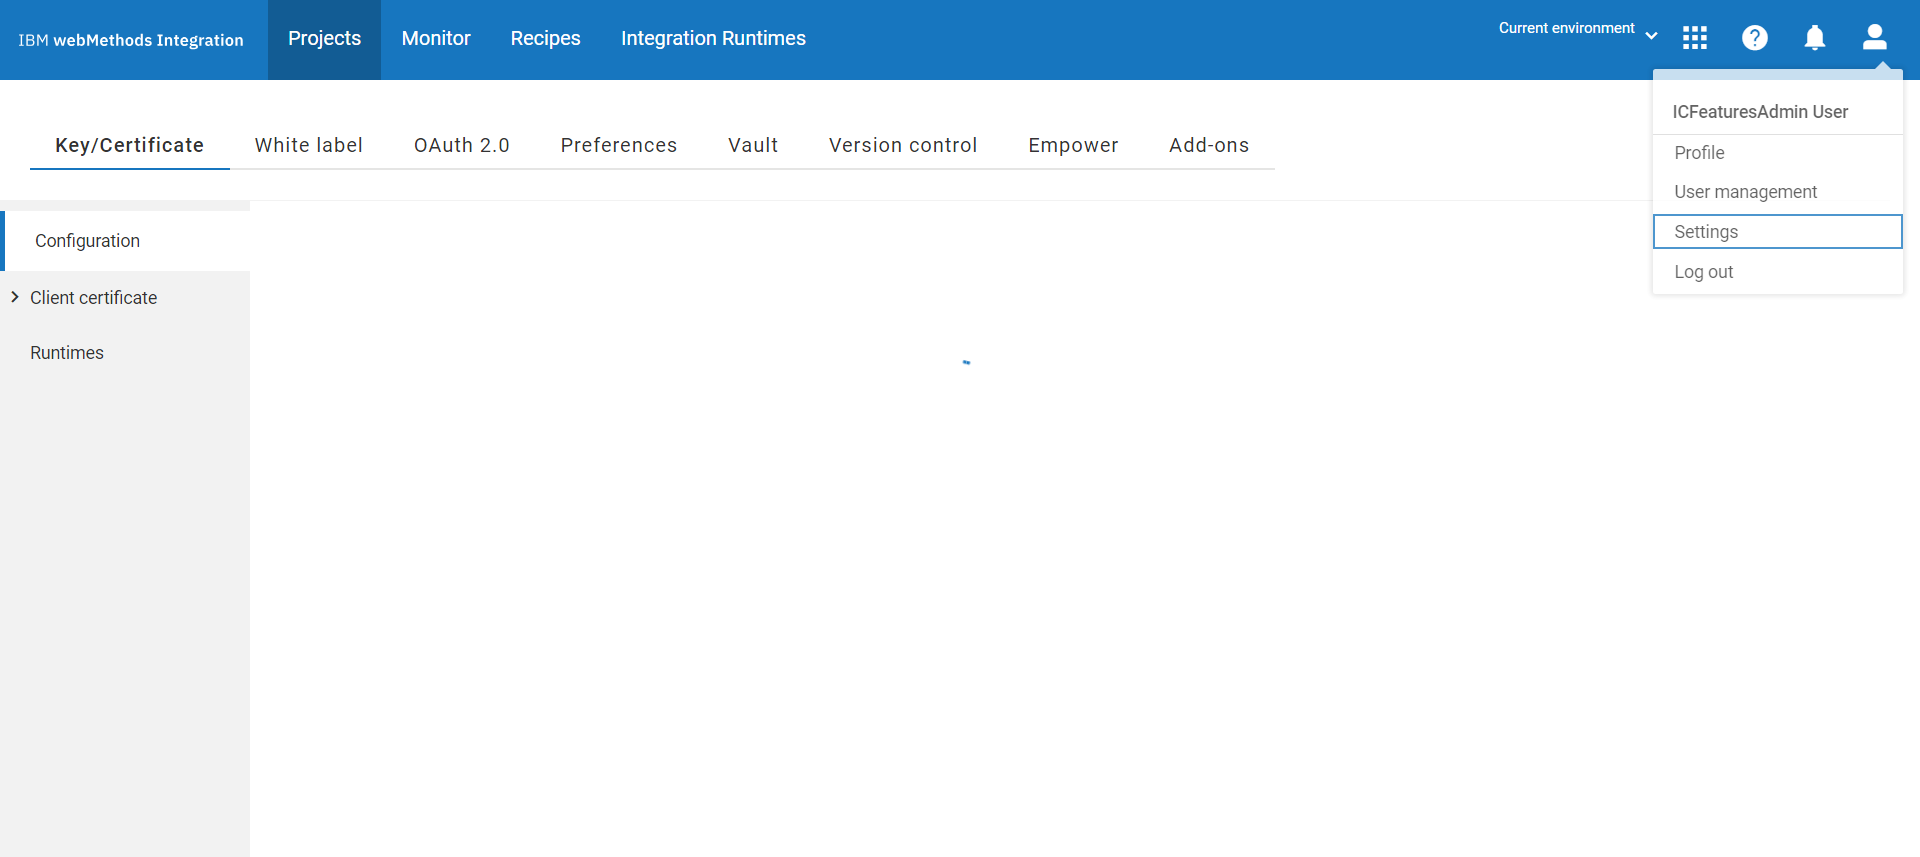 IBM webMethods Integration
Projects
Monitor
Recipes
Integration Runtimes
Current environment
ICFeaturesAdmin User
Profile
User management
Settings
Log out
Key/Certificate
White label
OAuth 2.0
Preferences
Vault
Version control
Empower
Add-ons
Configuration
Client certificate
Runtimes